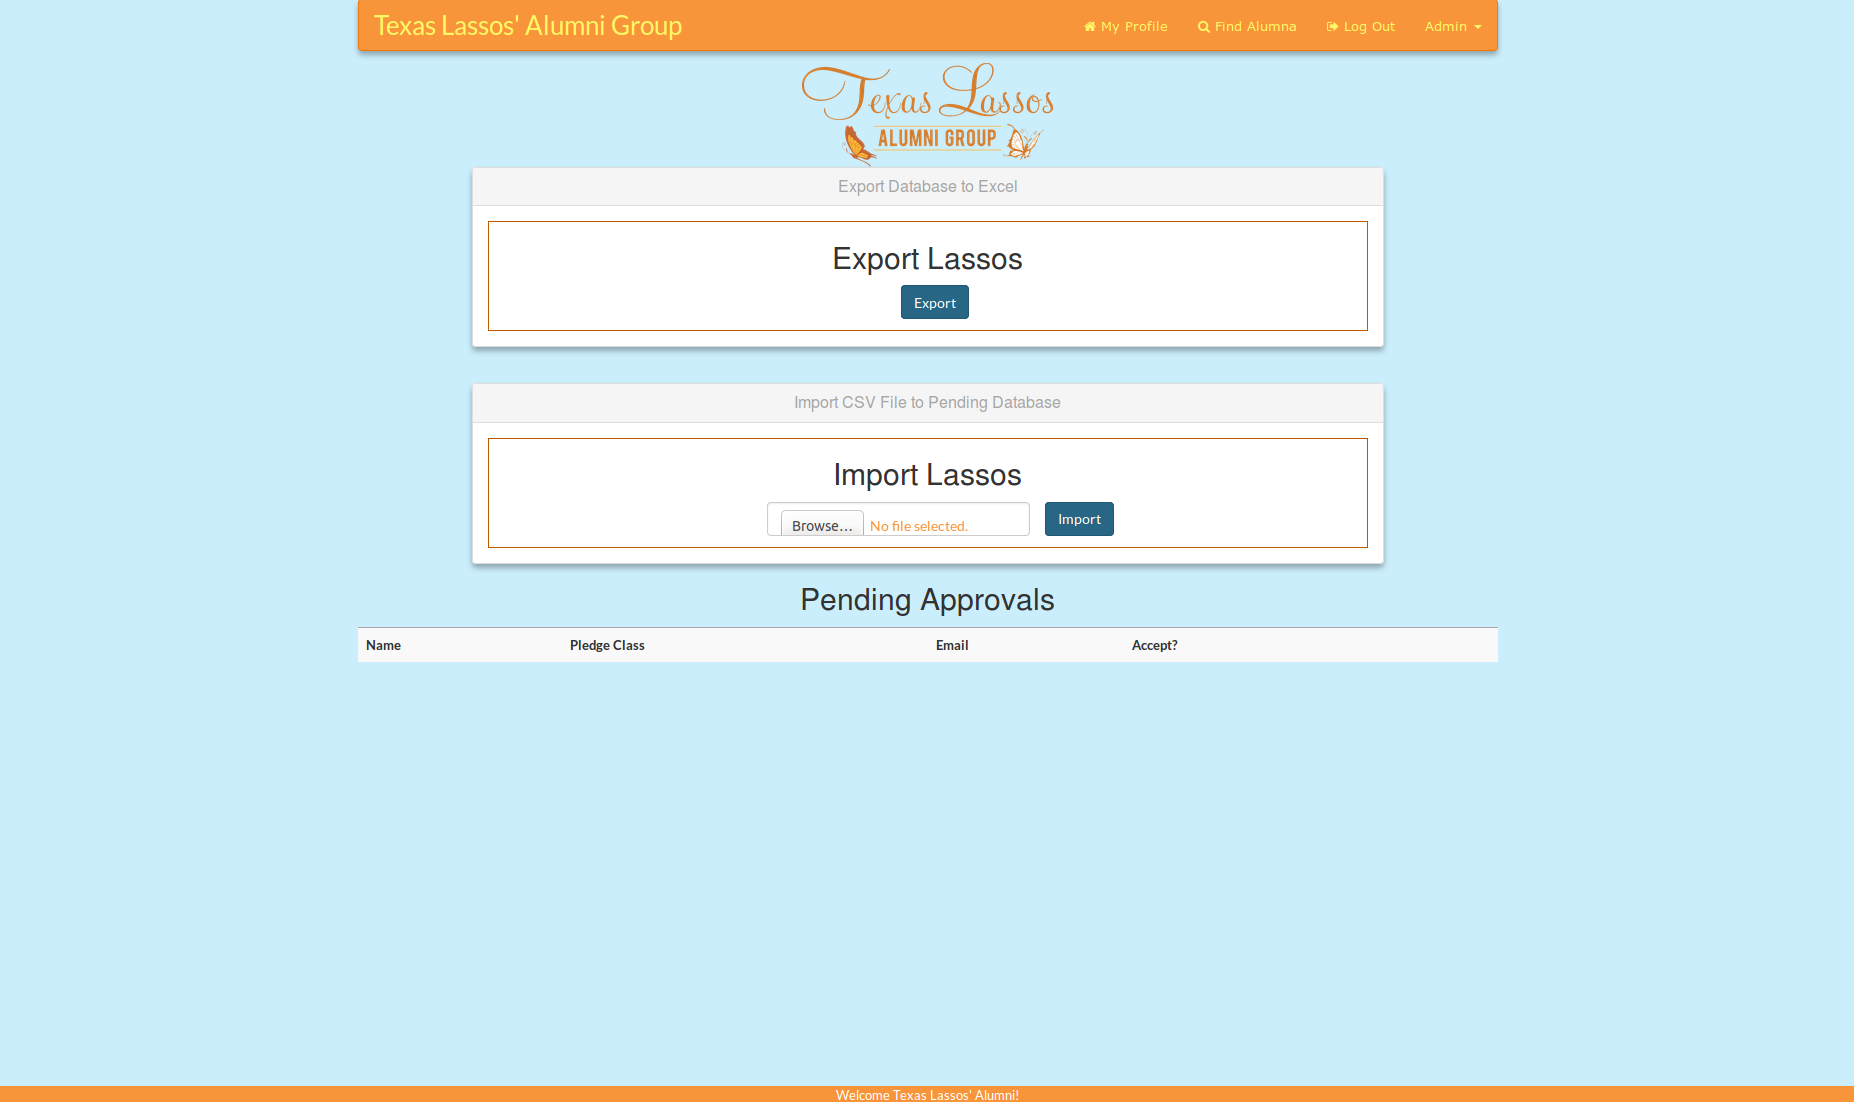 Texas Lassos' Alumni Group
My Profile Find Alumna Log Out Admin
Texas Lassos
ALUMNI GROUP
Export Database to Excel
Export Lassos
Export
Import CSV File to Pending Database
Import Lassos
Browse... No file selected. Import
Pending Approvals
Name Pledge Class Email Accept?
Welcome Texas Lassos' Alumni!